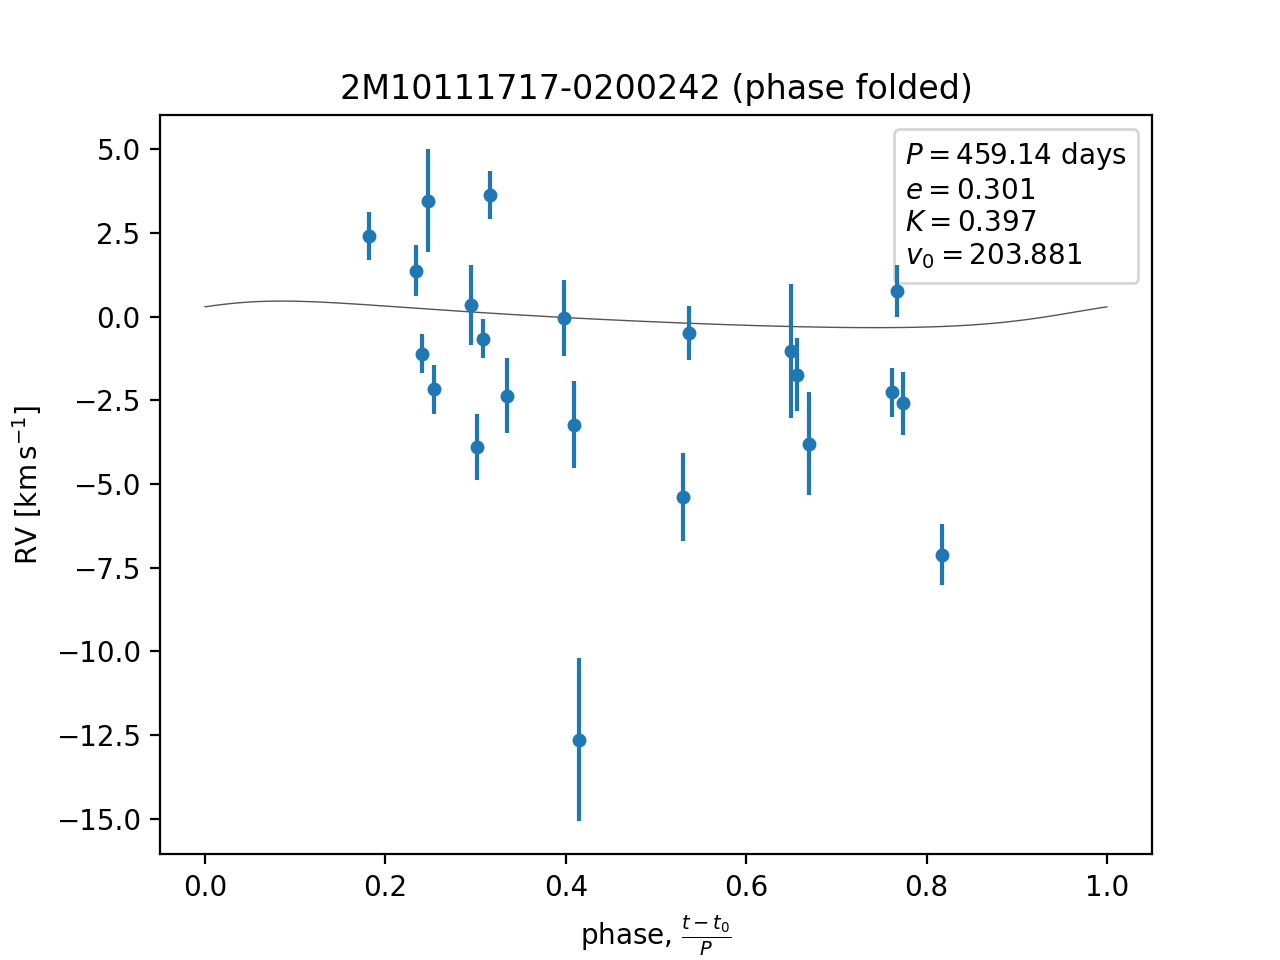 2M10111717-0200242 (phase folded)
P = 459.14 days
e = 0.301
K = 0.397
v₀ = 203.881
5.0
2.5
0.0
−2.5
−5.0
−7.5
−10.0
−12.5
−15.0
RV [km s⁻¹]
0.0 0.2 0.4 0.6 0.8 1.0
phase, (t − t₀)/P